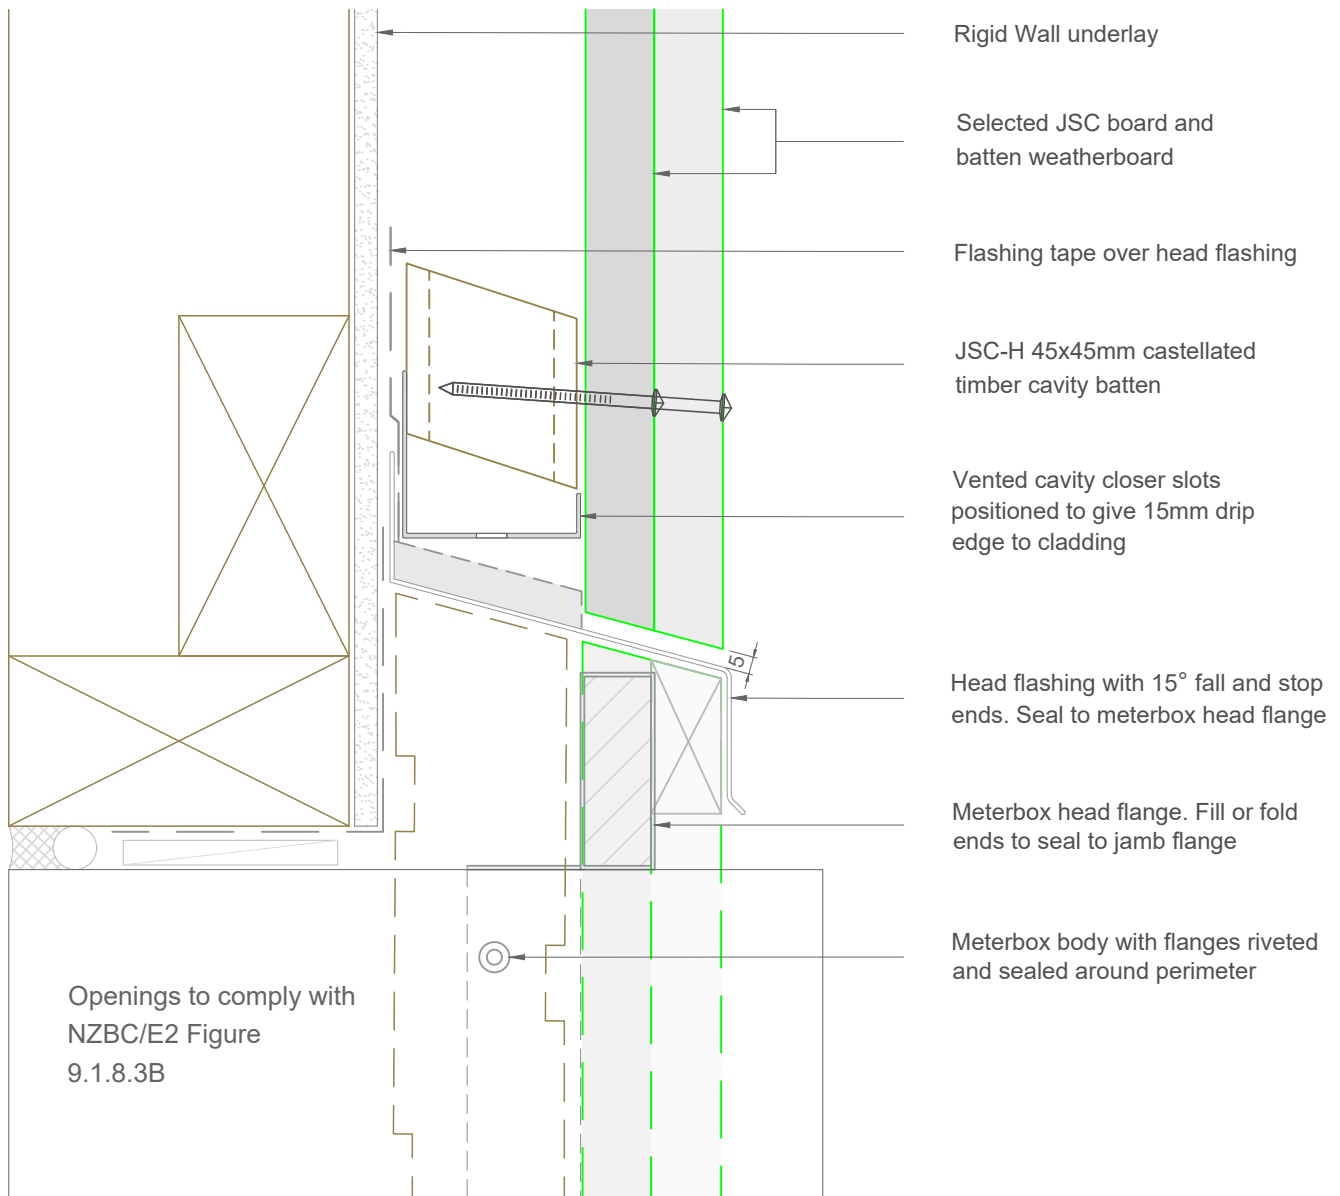 Rigid Wall underlay
Selected JSC board and
batten weatherboard
Flashing tape over head flashing
JSC-H 45x45mm castellated
timber cavity batten
Vented cavity closer slots
positioned to give 15mm drip
edge to cladding
5
Head flashing with 15° fall and stop
ends. Seal to meterbox head flange
Meterbox head flange. Fill or fold
ends to seal to jamb flange
Meterbox body with flanges riveted
and sealed around perimeter
Openings to comply with
NZBC/E2 Figure
9.1.8.3B